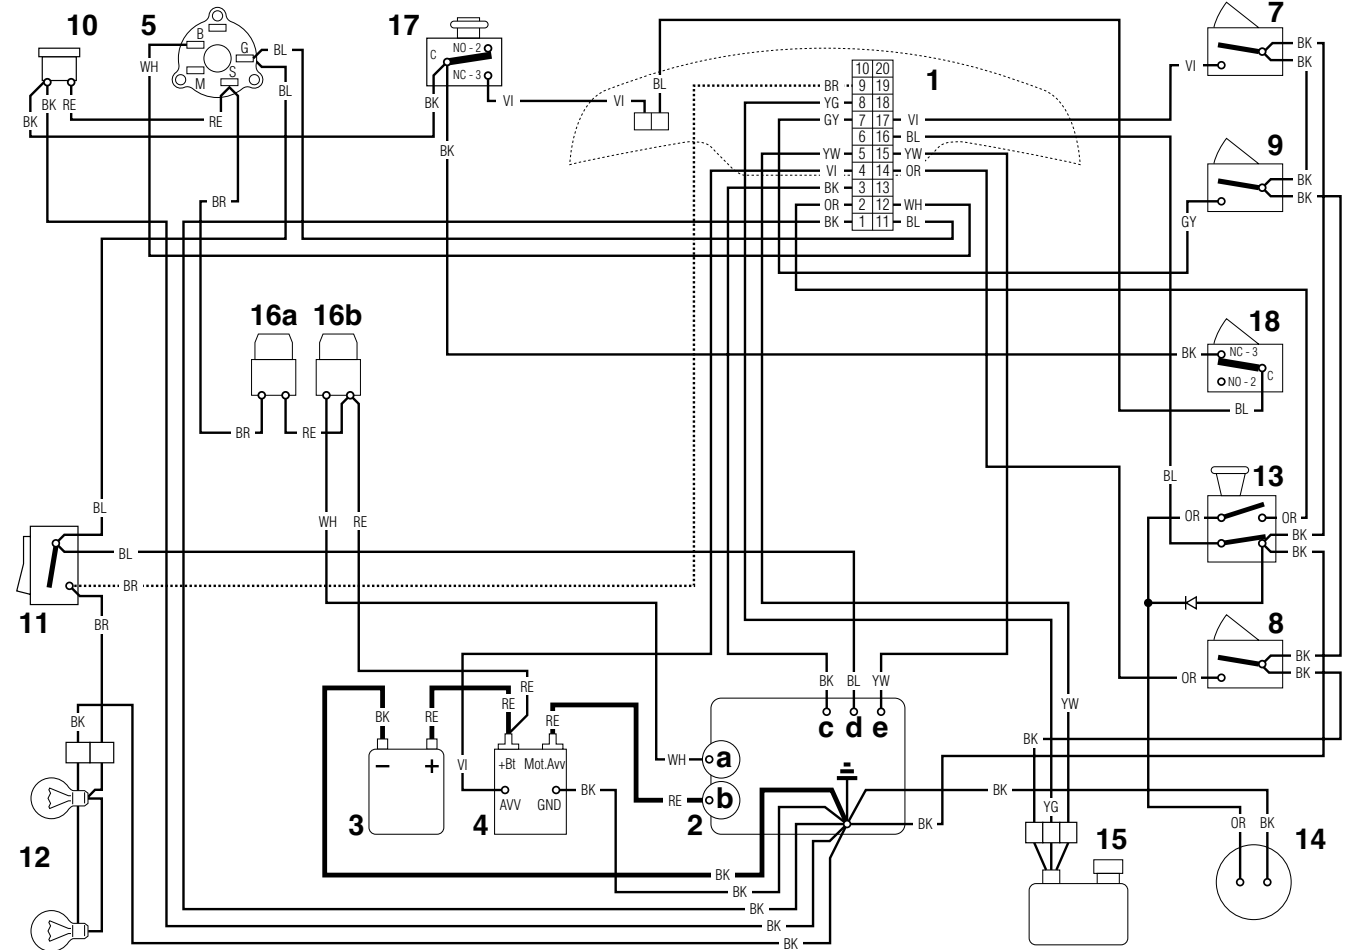 10
5
17
7
B
G
BL
WH
M
S
BL
BK
RE
BK
RE
C
NO - 2
NC - 3
BK
VI
VI
BL
BK
10 20
BR 9 19
YG 8 18
GY 7 17 VI
6 16 BL
YW 5 15 YW
VI 4 14 OR
BK 3 13
OR 2 12 WH
BK 1 11 BL
1
VI
BK
BK
9
BK
BK
GY
BR
16a
16b
BR
RE
WH
RE
18
BK
NC - 3
C
NO - 2
BL
BL
13
OR
OR
BK
BK
BL
BL
BR
11
BR
8
BK
BK
OR
BK
BL
YW
c d e
YW
BK
BK
RE
RE
RE
RE
− +
VI
+Bt
Mot.Avv
AVV
GND
BK
WH
a
RE
b
2
3
4
BK
BK
BK
YG
OR
BK
15
14
12
BK
BK
BK
BK
BK